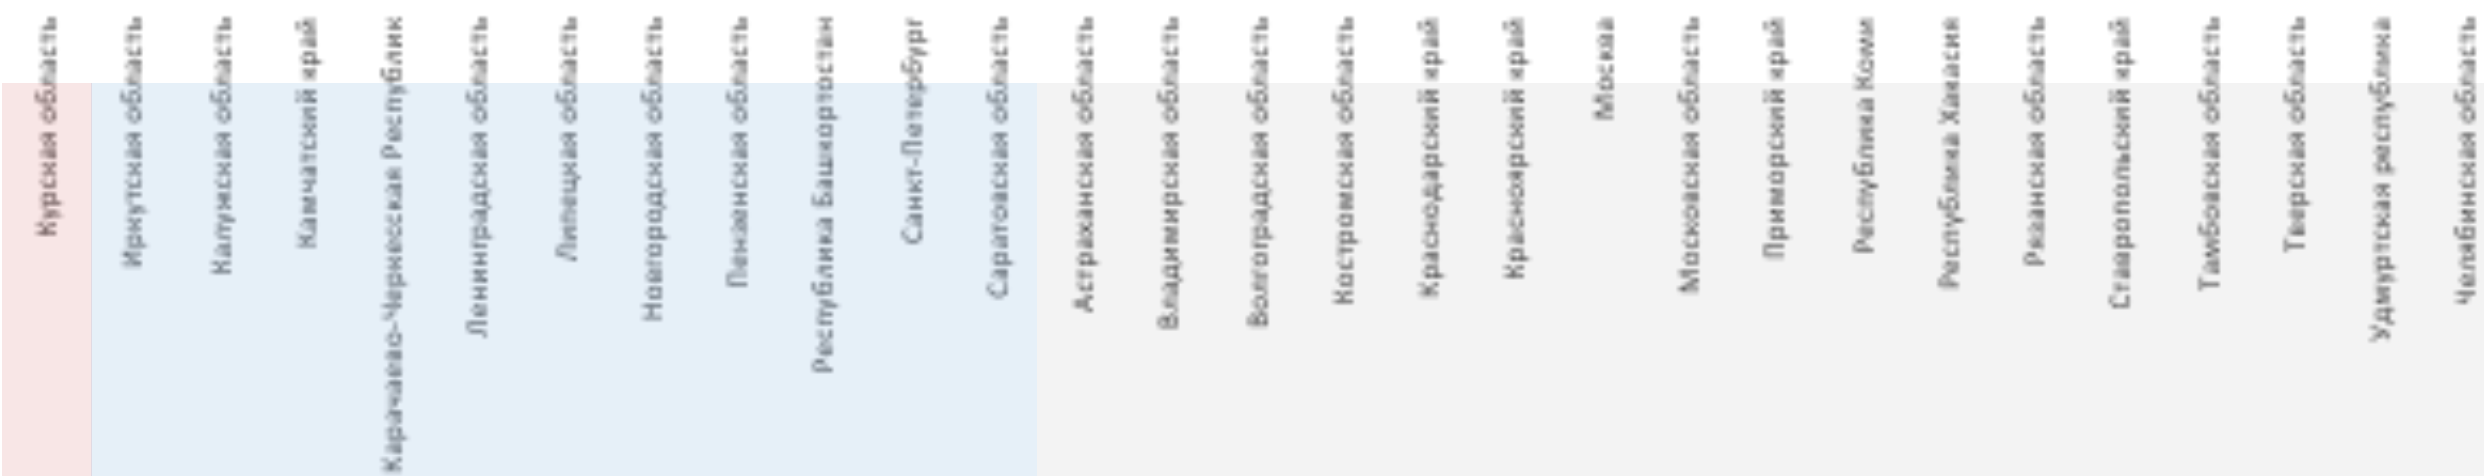 Курская область
Иркутская область
Калужская область
Камчатский край
Карачаево-Черкесская Республик
Ленинградская область
Липецкая область
Новгородская область
Пензенская область
Республика Башкортостан
Санкт-Петербург
Саратовская область
Астраханская область
Владимирская область
Волгоградская область
Костромская область
Краснодарский край
Красноярский край
Москва
Московская область
Приморский край
Республика Коми
Республика Хакасия
Рязанская область
Ставропольский край
Тамбовская область
Тверская область
Удмуртская республика
Челябинская область